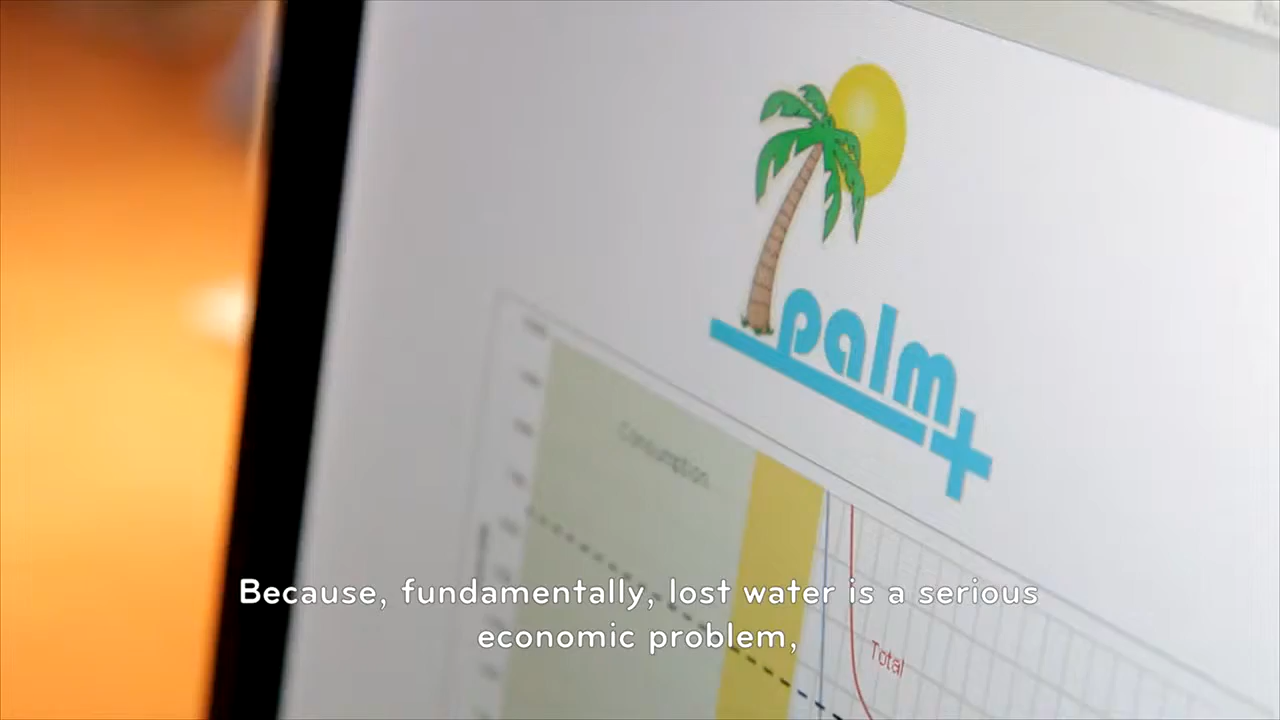 palm+
Consumption
Total
Because, fundamentally, lost water is a serious
economic problem,